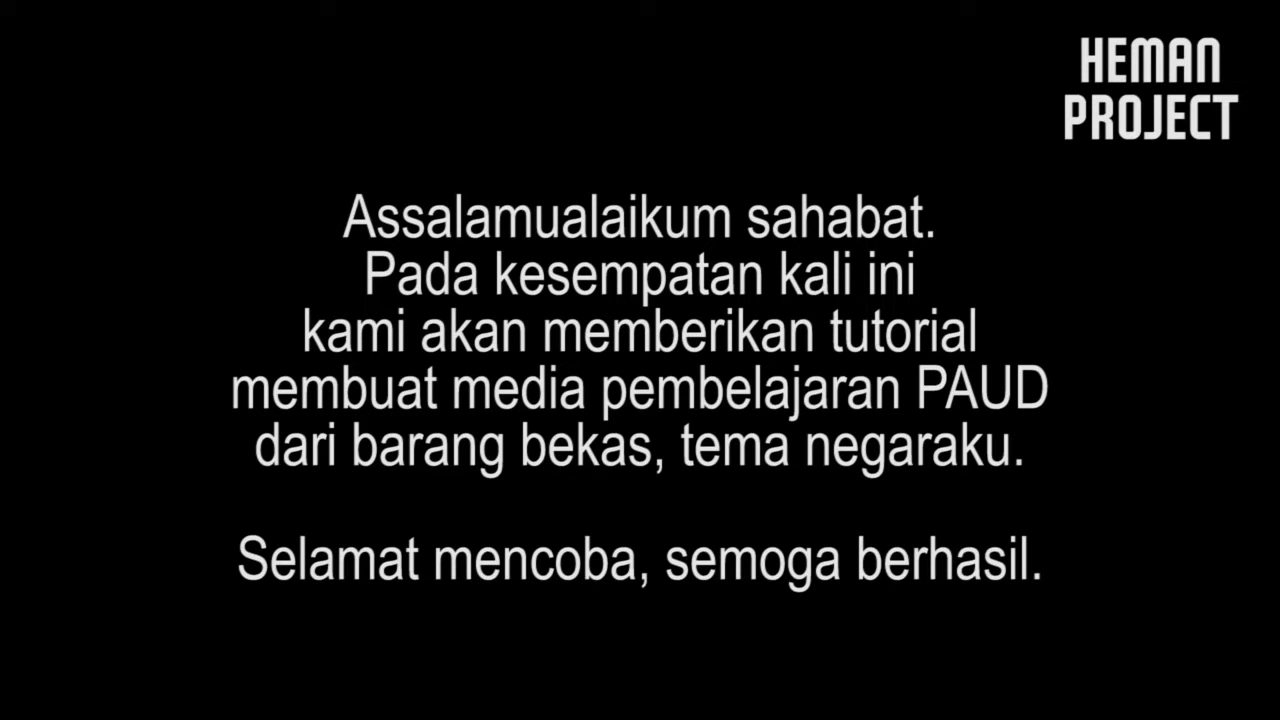 HEMAN
PROJECT
Assalamualaikum sahabat.
Pada kesempatan kali ini
kami akan memberikan tutorial
membuat media pembelajaran PAUD
dari barang bekas, tema negaraku.
Selamat mencoba, semoga berhasil.